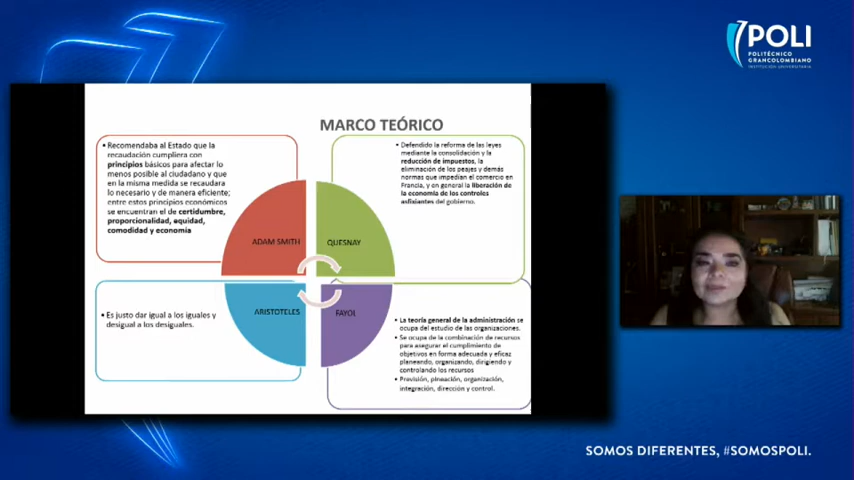 POLI
POLITÉCNICO
GRANCOLOMBIANO
INSTITUCIÓN UNIVERSITARIA
MARCO TEÓRICO
• Recomendaba al Estado que la
recaudación cumpliera con
principios básicos para afectar lo
menos posible al ciudadano y que
en la misma medida se recaudara
lo necesario y de manera eficiente;
entre estos principios económicos
se encuentran el de certidumbre,
proporcionalidad, equidad,
comodidad y economía
ADAM SMITH
• Defendido la reforma de las leyes
mediante la consolidación y la
reducción de impuestos, la
eliminación de los peajes y demás
normas que impedían el comercio en
Francia, y en general la liberación de
la economía de los controles
asfixiantes del gobierno.
QUESNAY
• Es justo dar igual a los iguales y
desigual a los desiguales.
ARISTOTELES
FAYOL
• La teoría general de la administración se
ocupa del estudio de las organizaciones.
• Se ocupa de la combinación de recursos
para asegurar el cumplimiento de
objetivos en forma adecuada y eficaz
planeando, organizando, dirigiendo y
controlando los recursos
• Previsión, planeación, organización,
integración, dirección y control.
SOMOS DIFERENTES, #SOMOSPOLI.